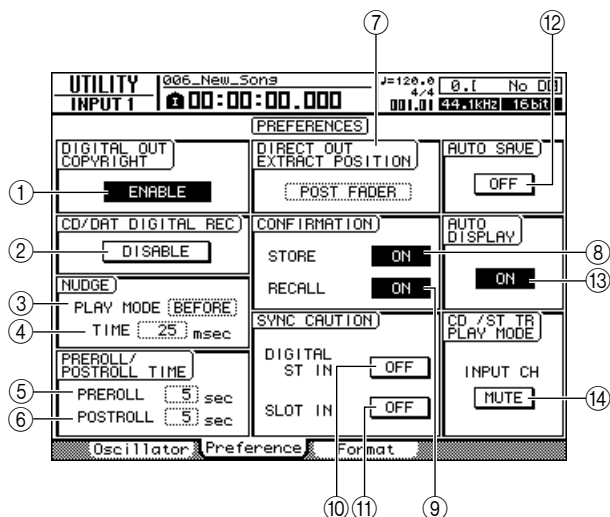 ⑦
⑫
UTILITY
INPUT 1
006_New_Song
00:00:00.000
♩=120.0
4/4
001.01
0.[ No DD]
44.1kHz 16bit
PREFERENCES
DIGITAL OUT
COPYRIGHT
① ENABLE
DIRECT OUT
EXTRACT POSITION
POST FADER
AUTO SAVE
OFF
CD/DAT DIGITAL REC
② DISABLE
CONFIRMATION
STORE ON ⑧
RECALL ON
AUTO
DISPLAY
ON ⑬
NUDGE
③ PLAY MODE BEFORE
④ TIME 25 msec
SYNC CAUTION
DIGITAL
ST IN OFF
SLOT IN OFF
CD /ST TR
PLAY MODE
INPUT CH
MUTE ⑭
PREROLL/
POSTROLL TIME
⑤ PREROLL 5 sec
⑥ POSTROLL 5 sec
Oscillator Preference Format
⑩ ⑪ ⑨